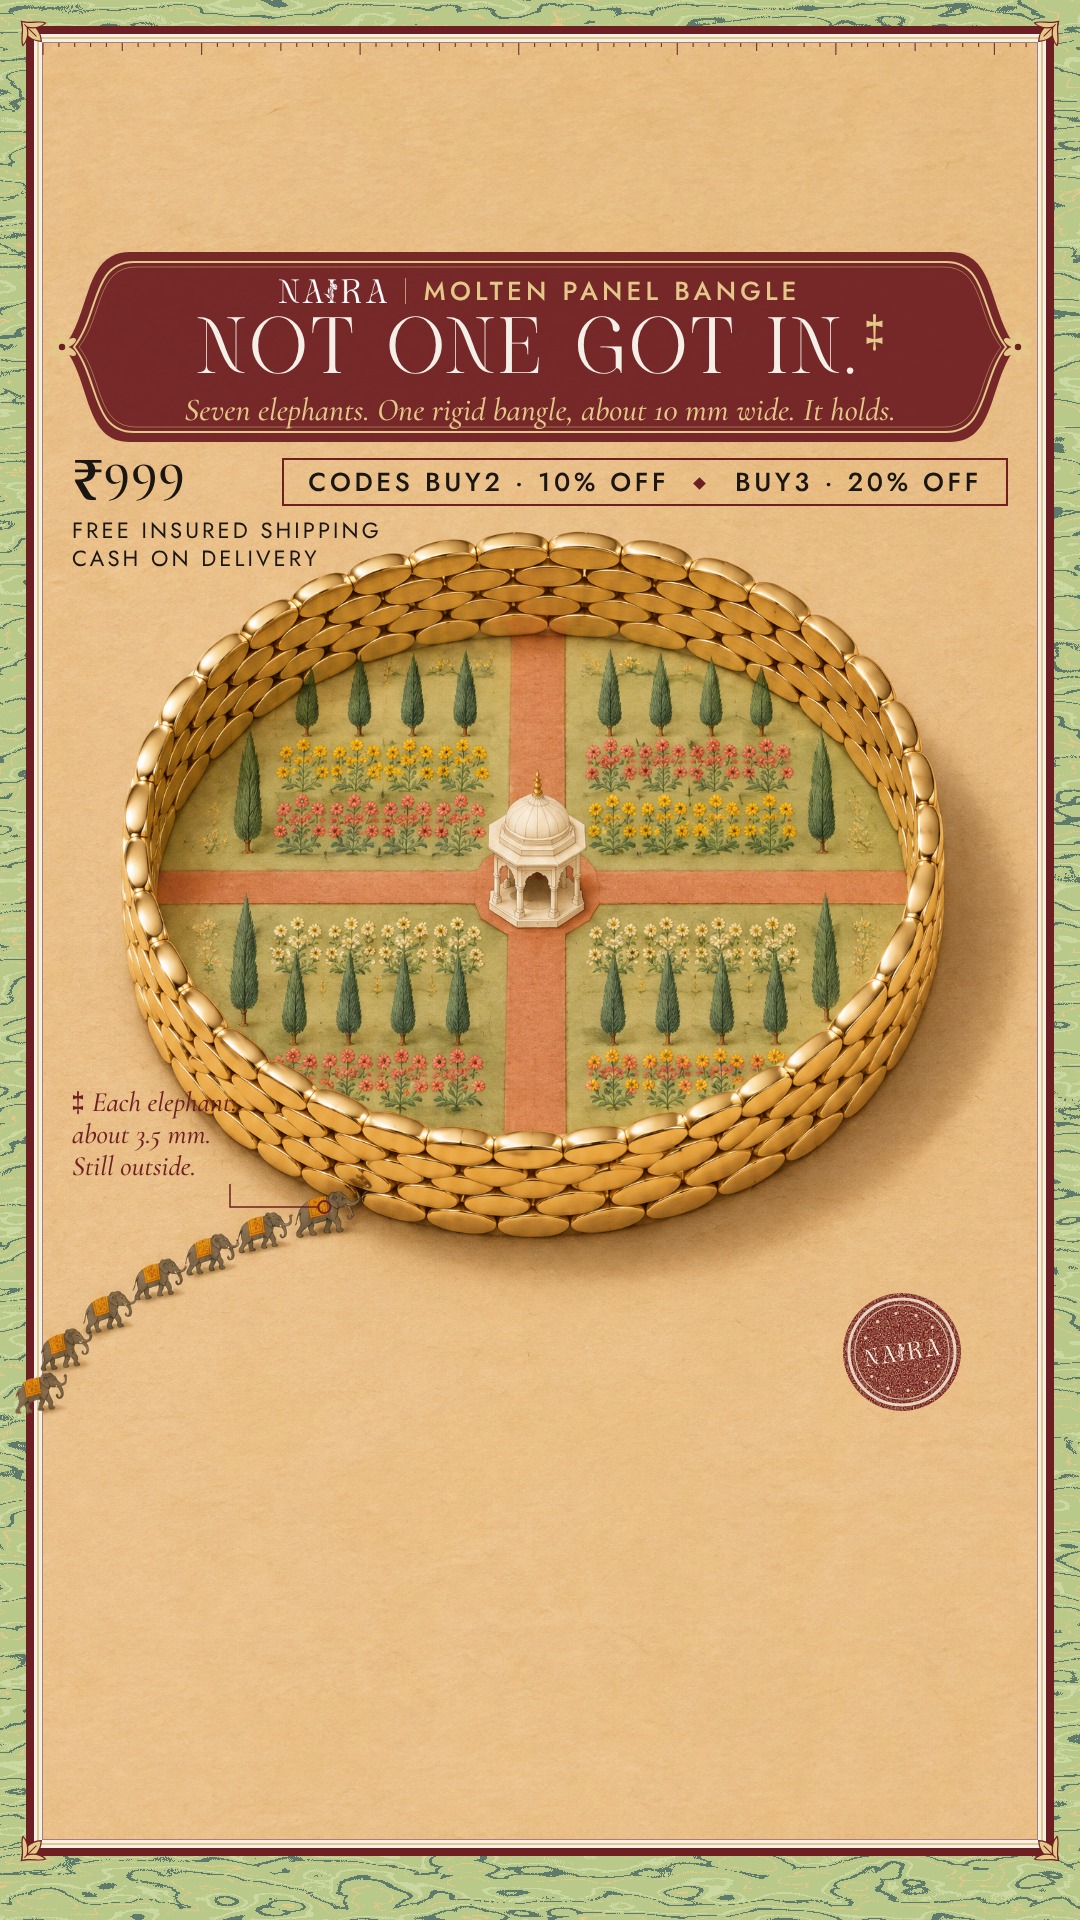 NAIRA | MOLTEN PANEL BANGLE
NOT ONE GOT IN.‡
Seven elephants. One rigid bangle, about 10 mm wide. It holds.
₹999
CODES BUY2 · 10% OFF ◆ BUY3 · 20% OFF
FREE INSURED SHIPPING
CASH ON DELIVERY
‡ Each elephant,
about 3.5 mm.
Still outside.
NAIRA